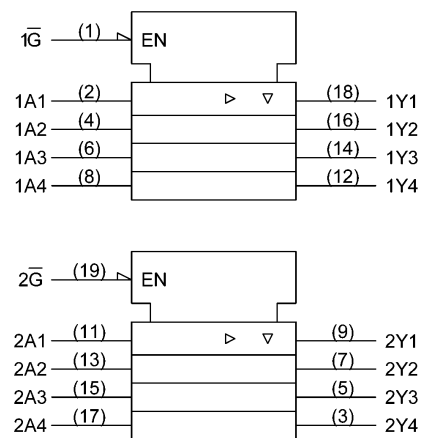 1G̅ (1) EN
1A1 (2) (18) 1Y1
1A2 (4) (16) 1Y2
1A3 (6) (14) 1Y3
1A4 (8) (12) 1Y4
2G̅ (19) EN
2A1 (11) (9) 2Y1
2A2 (13) (7) 2Y2
2A3 (15) (5) 2Y3
2A4 (17) (3) 2Y4